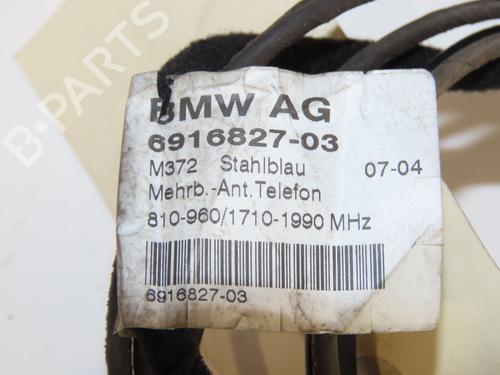 B-PARTS
BMW AG
6916827-03
M372 Stahlblau 07-04
Mehrb.-Ant.Telefon
810-960/1710-1990 MHz
6916827-03